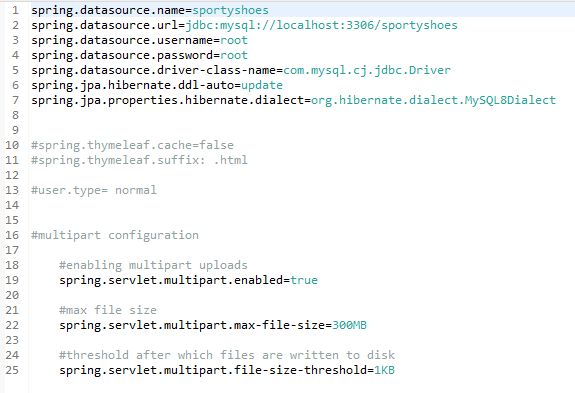 1 spring.datasource.name=sportyshoes
2 spring.datasource.url=jdbc:mysql://localhost:3306/sportyshoes
3 spring.datasource.username=root
4 spring.datasource.password=root
5 spring.datasource.driver-class-name=com.mysql.cj.jdbc.Driver
6 spring.jpa.hibernate.ddl-auto=update
7 spring.jpa.properties.hibernate.dialect=org.hibernate.dialect.MySQL8Dialect
8
9
10 #spring.thymeleaf.cache=false
11 #spring.thymeleaf.suffix: .html
12
13 #user.type= normal
14
15
16 #multipart configuration
17
18 #enabling multipart uploads
19 spring.servlet.multipart.enabled=true
20
21 #max file size
22 spring.servlet.multipart.max-file-size=300MB
23
24 #threshold after which files are written to disk
25 spring.servlet.multipart.file-size-threshold=1KB